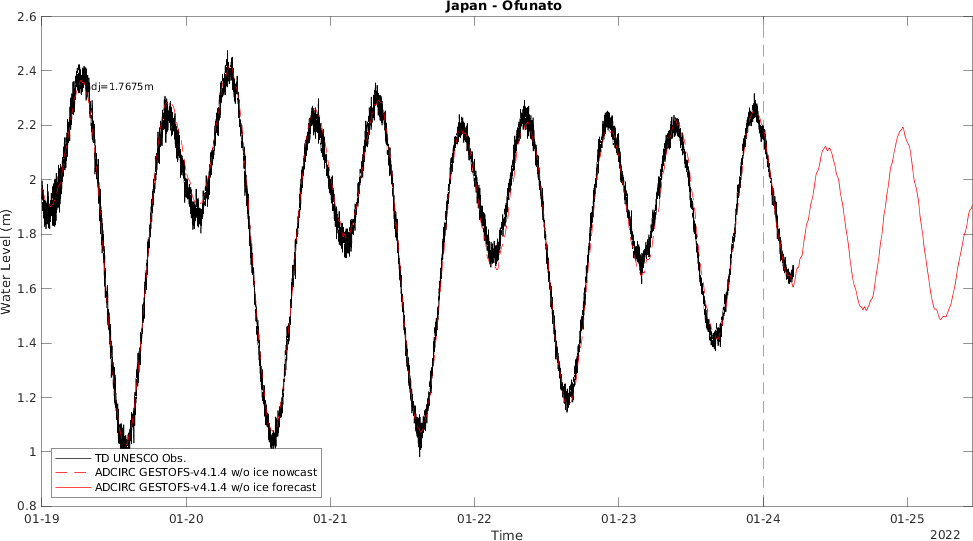 Japan - Ofunato
2.6
2.4
2.2
2
1.8
1.6
1.4
1.2
1
0.8
Water Level (m)
dj=1.7675m
TD UNESCO Obs.
ADCIRC GESTOFS-v4.1.4 w/o ice nowcast
ADCIRC GESTOFS-v4.1.4 w/o ice forecast
01-19
01-20
01-21
01-22
01-23
01-24
01-25
Time
2022